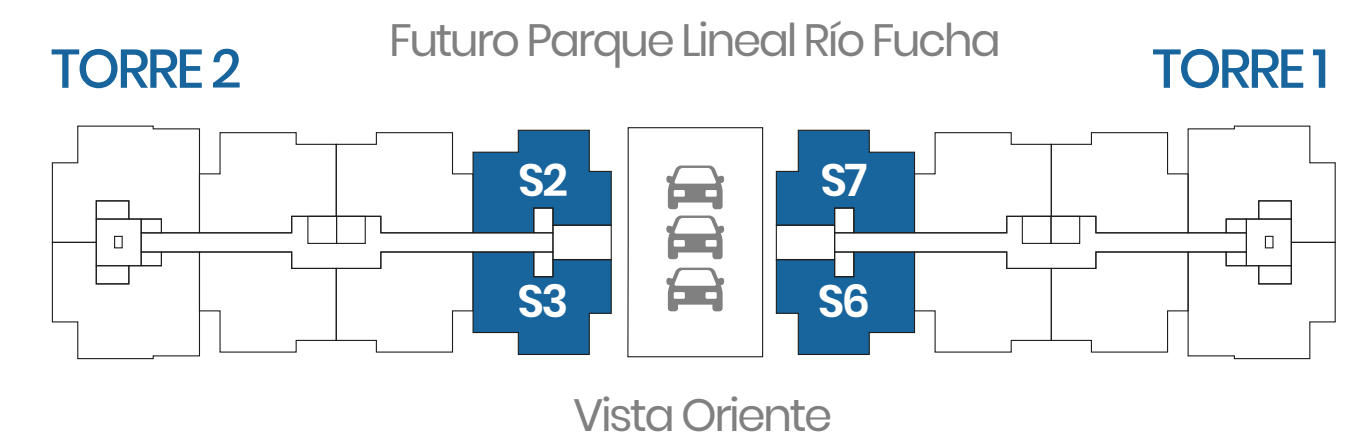 Futuro Parque Lineal Río Fucha
TORRE 2
TORRE 1
S2
S7
S3
S6
Vista Oriente